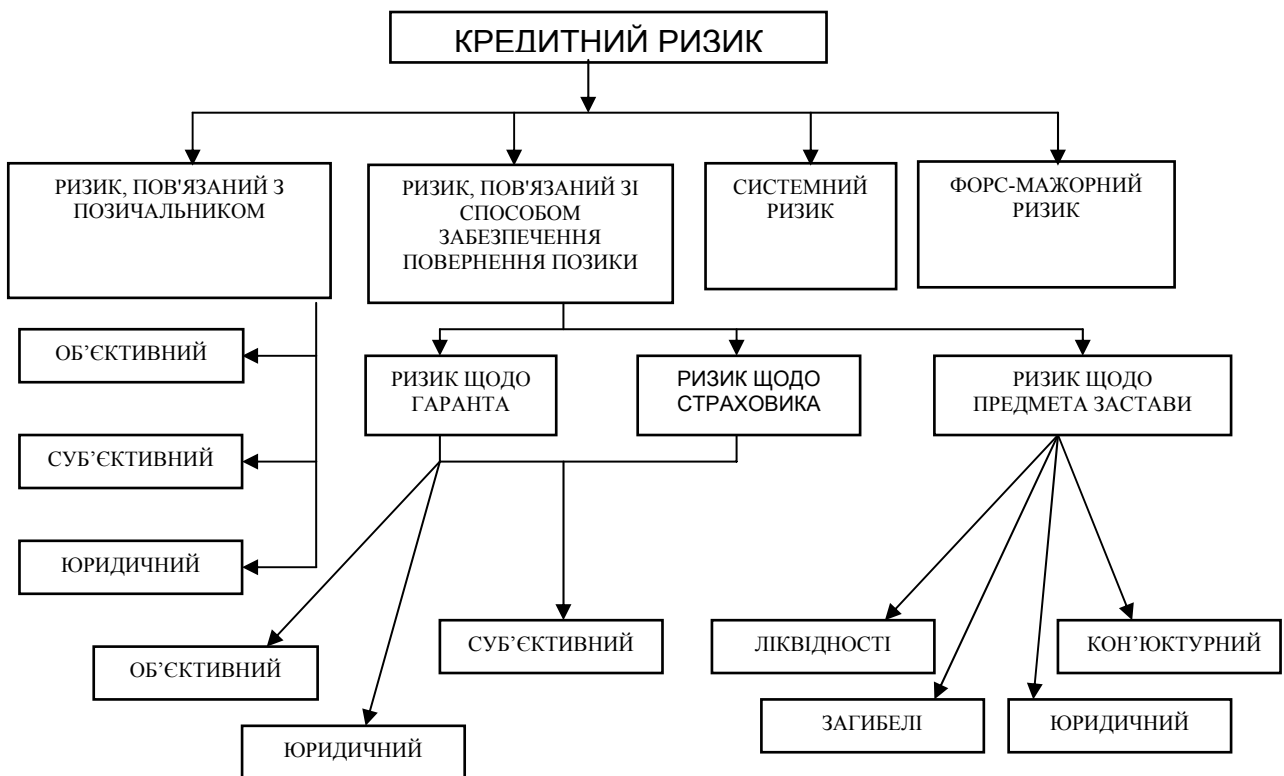 КРЕДИТНИЙ РИЗИК
РИЗИК, ПОВ'ЯЗАНИЙ З
ПОЗИЧАЛЬНИКОМ
РИЗИК, ПОВ'ЯЗАНИЙ ЗІ
СПОСОБОМ
ЗАБЕЗПЕЧЕННЯ
ПОВЕРНЕННЯ ПОЗИКИ
СИСТЕМНИЙ
РИЗИК
ФОРС-МАЖОРНИЙ
РИЗИК
ОБ’ЄКТИВНИЙ
СУБ’ЄКТИВНИЙ
ЮРИДИЧНИЙ
РИЗИК ЩОДО
ГАРАНТА
РИЗИК ЩОДО
СТРАХОВИКА
РИЗИК ЩОДО
ПРЕДМЕТА ЗАСТАВИ
ОБ’ЄКТИВНИЙ
ЮРИДИЧНИЙ
СУБ’ЄКТИВНИЙ
ЛІКВІДНОСТІ
ЗАГИБЕЛІ
ЮРИДИЧНИЙ
КОН’ЮКТУРНИЙ